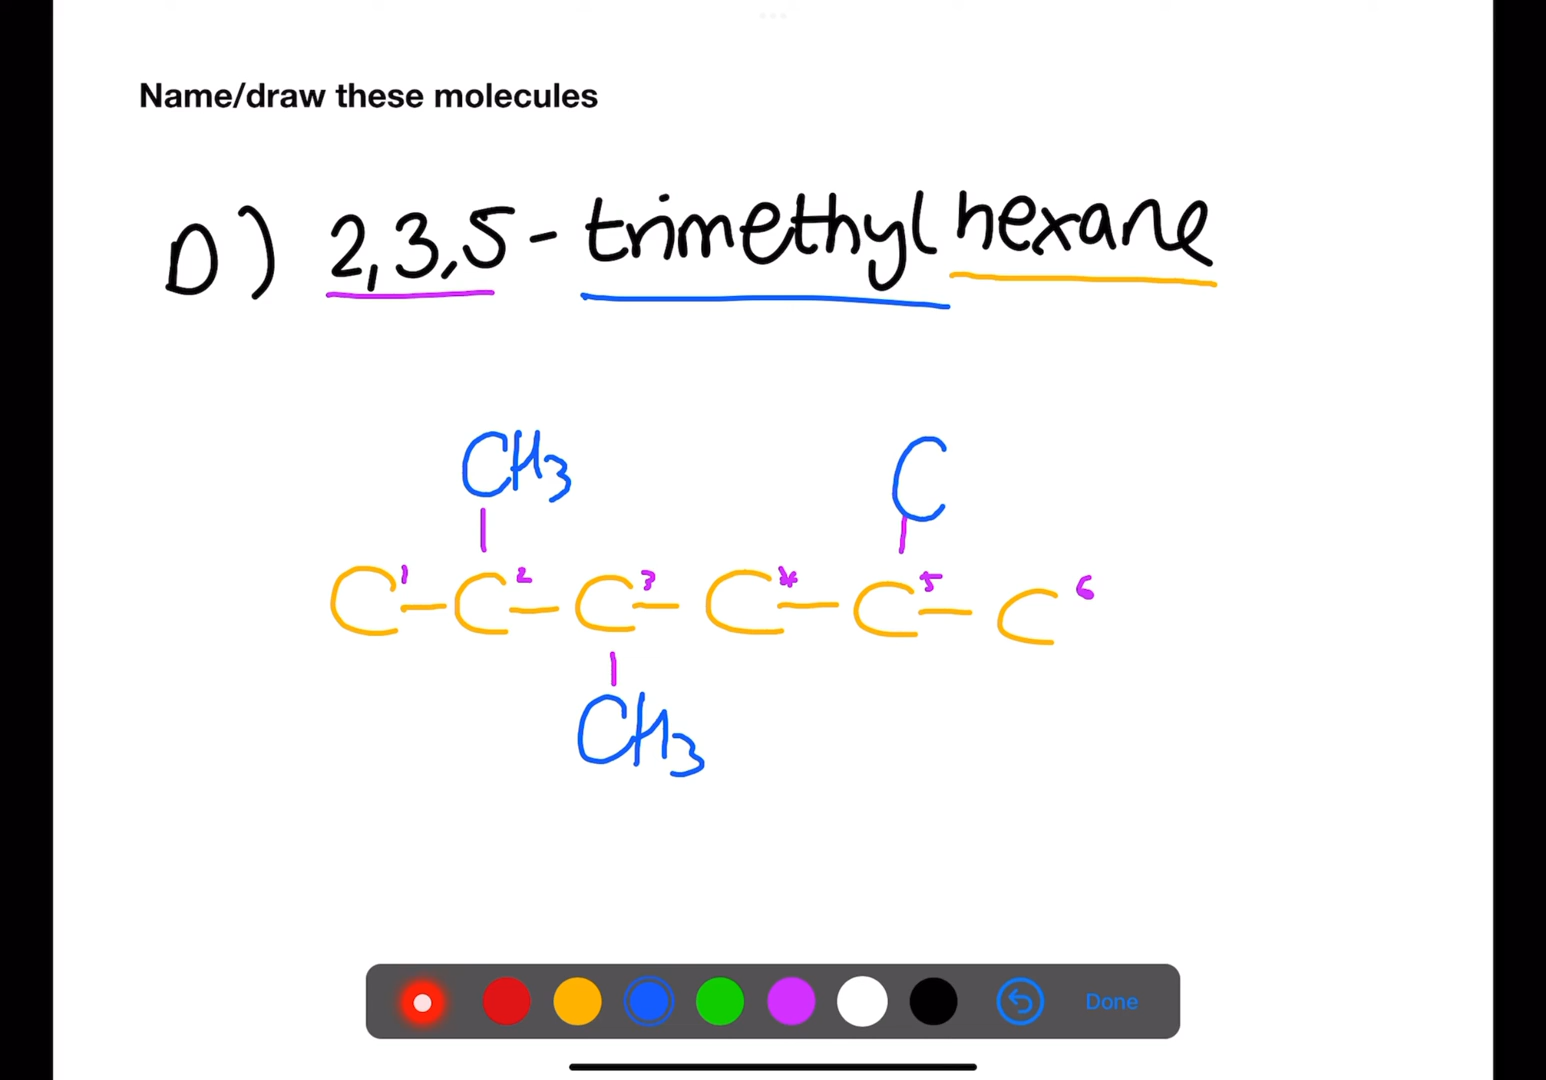 Name/draw these molecules
D) 2,3,5-trimethylhexane
CH3 C
C1-C2-C3-C4-C5-C6
CH3
Done